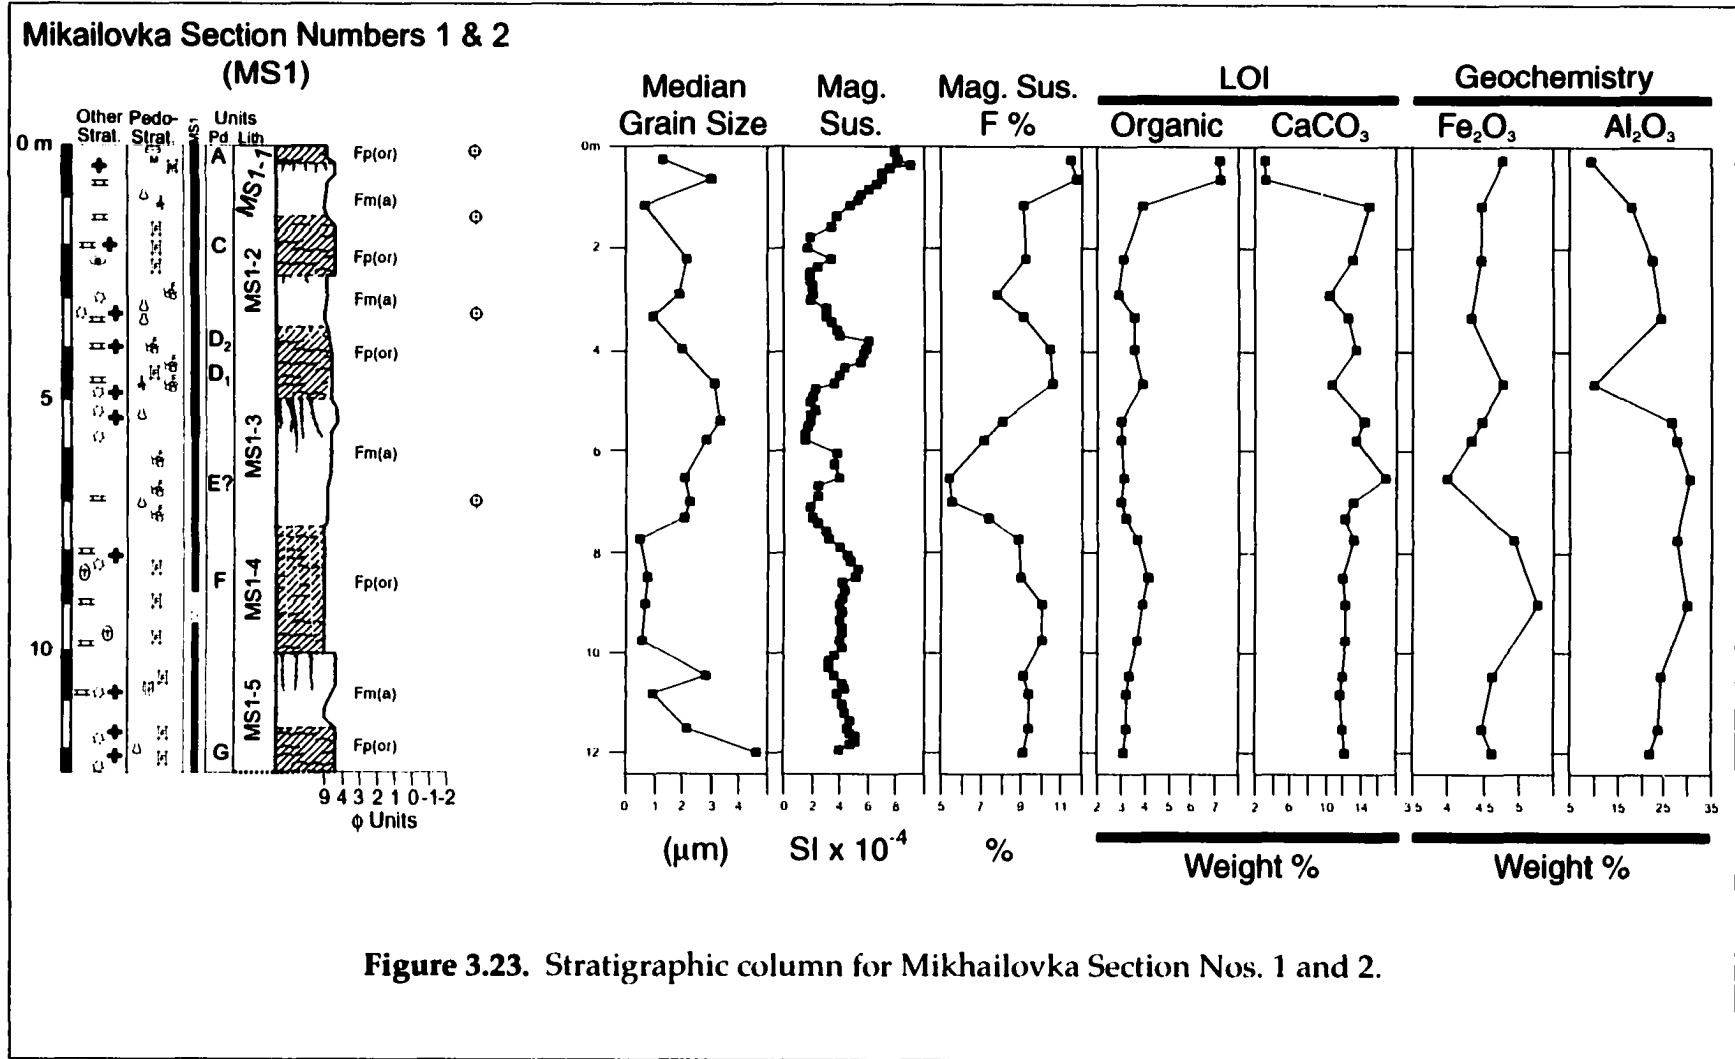 Mikailovka Section Numbers 1 & 2
(MS1)
Other Strat.
Pedo- Strat.
MS1
Units
Pd Lith
0 m
5
10
A
C
D₂
D₁
E?
F
G
MS1-1
MS1-2
MS1-3
MS1-4
MS1-5
Fp(or)
Fm(a)
Fp(or)
Fm(a)
Fp(or)
Fm(a)
Fp(or)
Fm(a)
Fp(or)
9 4 3 2 1 0 -1 -2
ϕ Units
Median Grain Size
Mag. Sus.
Mag. Sus. F %
LOI
Organic
CaCO₃
Geochemistry
Fe₂O₃
Al₂O₃
0m
2
4
6
8
10
12
0 1 2 3 4
0 2 4 6 8
5 7 9 11
2 3 4 5 6 7
2 6 10 14
3 5 4 4 5 5
5 15 25 35
(µm)
SI x 10⁻⁴
%
Weight %
Weight %
Figure 3.23. Stratigraphic column for Mikhailovka Section Nos. 1 and 2.